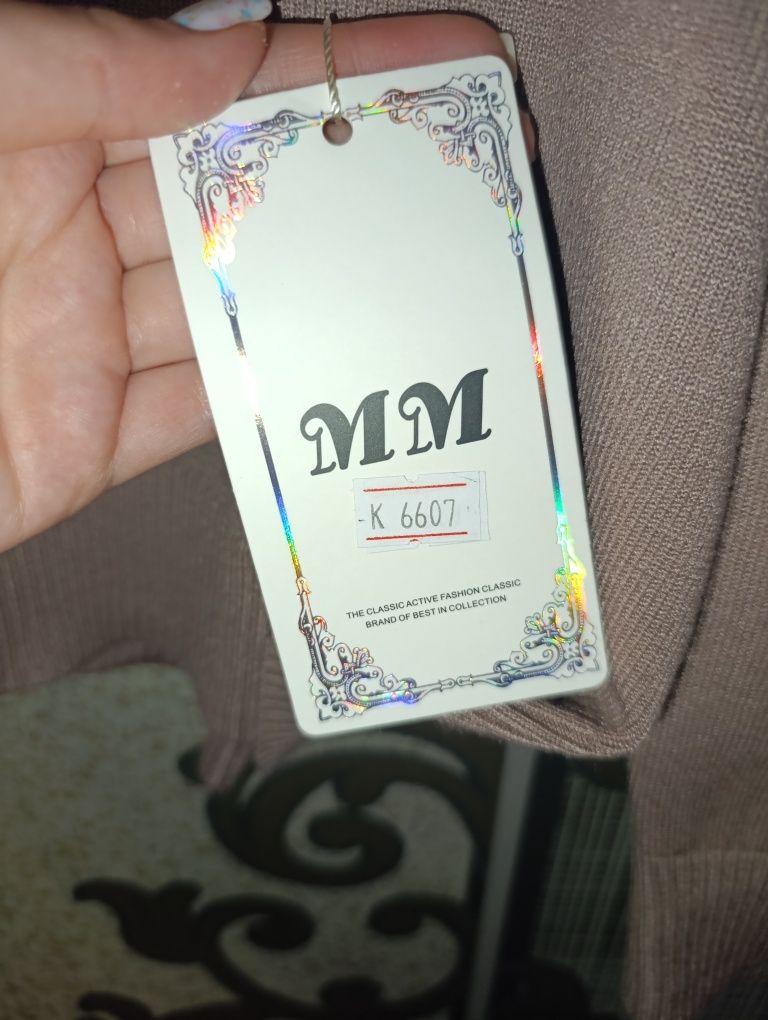 MM
K 6607
THE CLASSIC ACTIVE FASHION CLASSIC
BRAND OF BEST IN COLLECTION